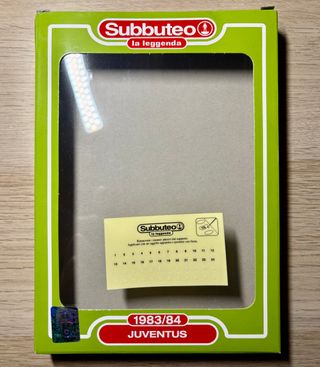 Subbuteo
la leggenda
Subbuteo
la leggenda
1 2 3 4 5 6 7 8 9 10 11 12
13 14 15 16 17 18 19 20 21 22 23 24
1983/84
JUVENTUS